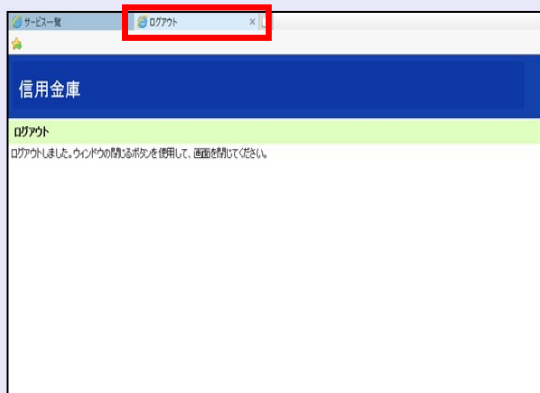 サービス一覧
ログアウト
信用金庫
ログアウト
ログアウトしました。ウィンドウの閉じるボタンを使用して、画面を閉じてください。